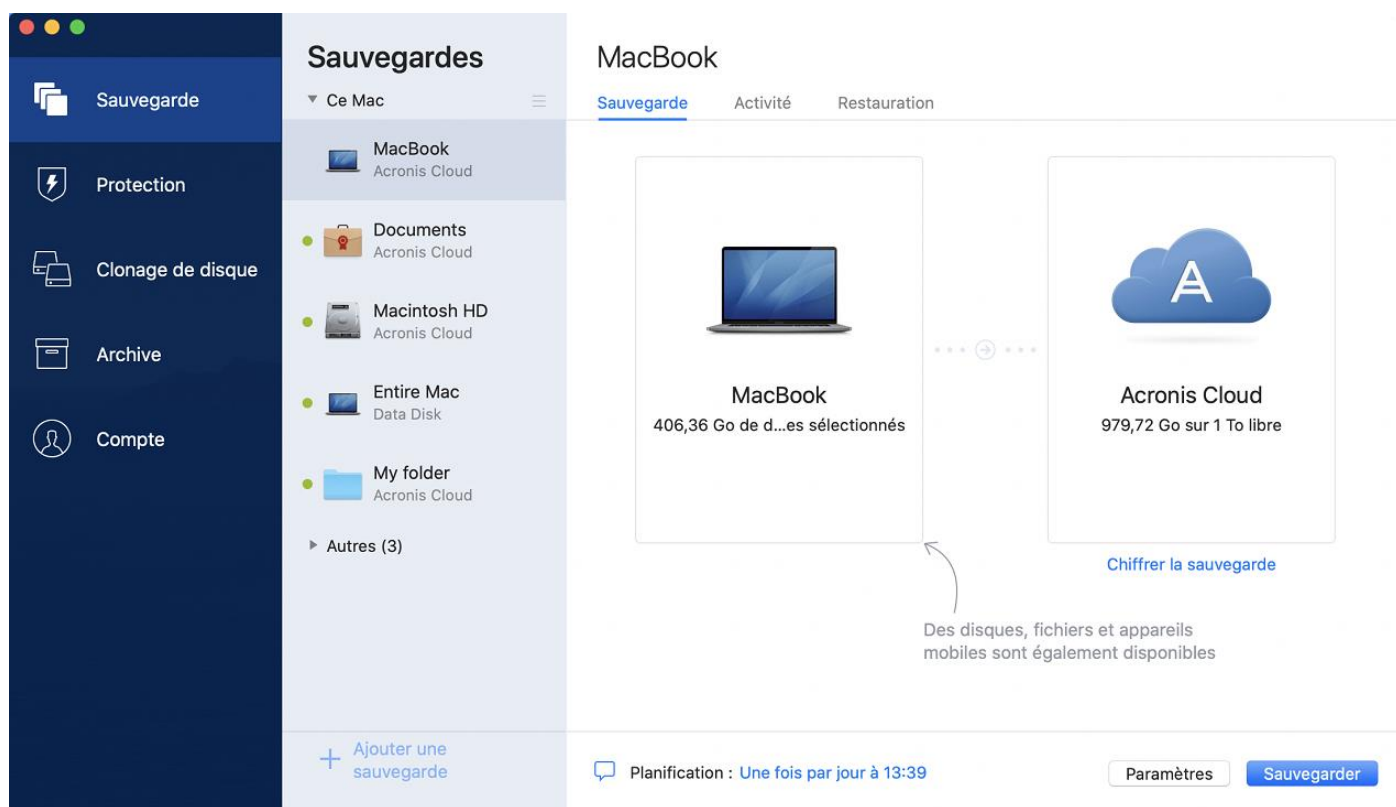 Sauvegarde
Protection
Clonage de disque
Archive
Compte
Sauvegardes
Ce Mac
MacBook
Acronis Cloud
Documents
Acronis Cloud
Macintosh HD
Acronis Cloud
Entire Mac
Data Disk
My folder
Acronis Cloud
Autres (3)
Ajouter une
sauvegarde
MacBook
Sauvegarde Activité Restauration
MacBook
406,36 Go de d...es sélectionnés
A
Acronis Cloud
979,72 Go sur 1 To libre
Chiffrer la sauvegarde
Des disques, fichiers et appareils
mobiles sont également disponibles
Planification : Une fois par jour à 13:39
Paramètres
Sauvegarder